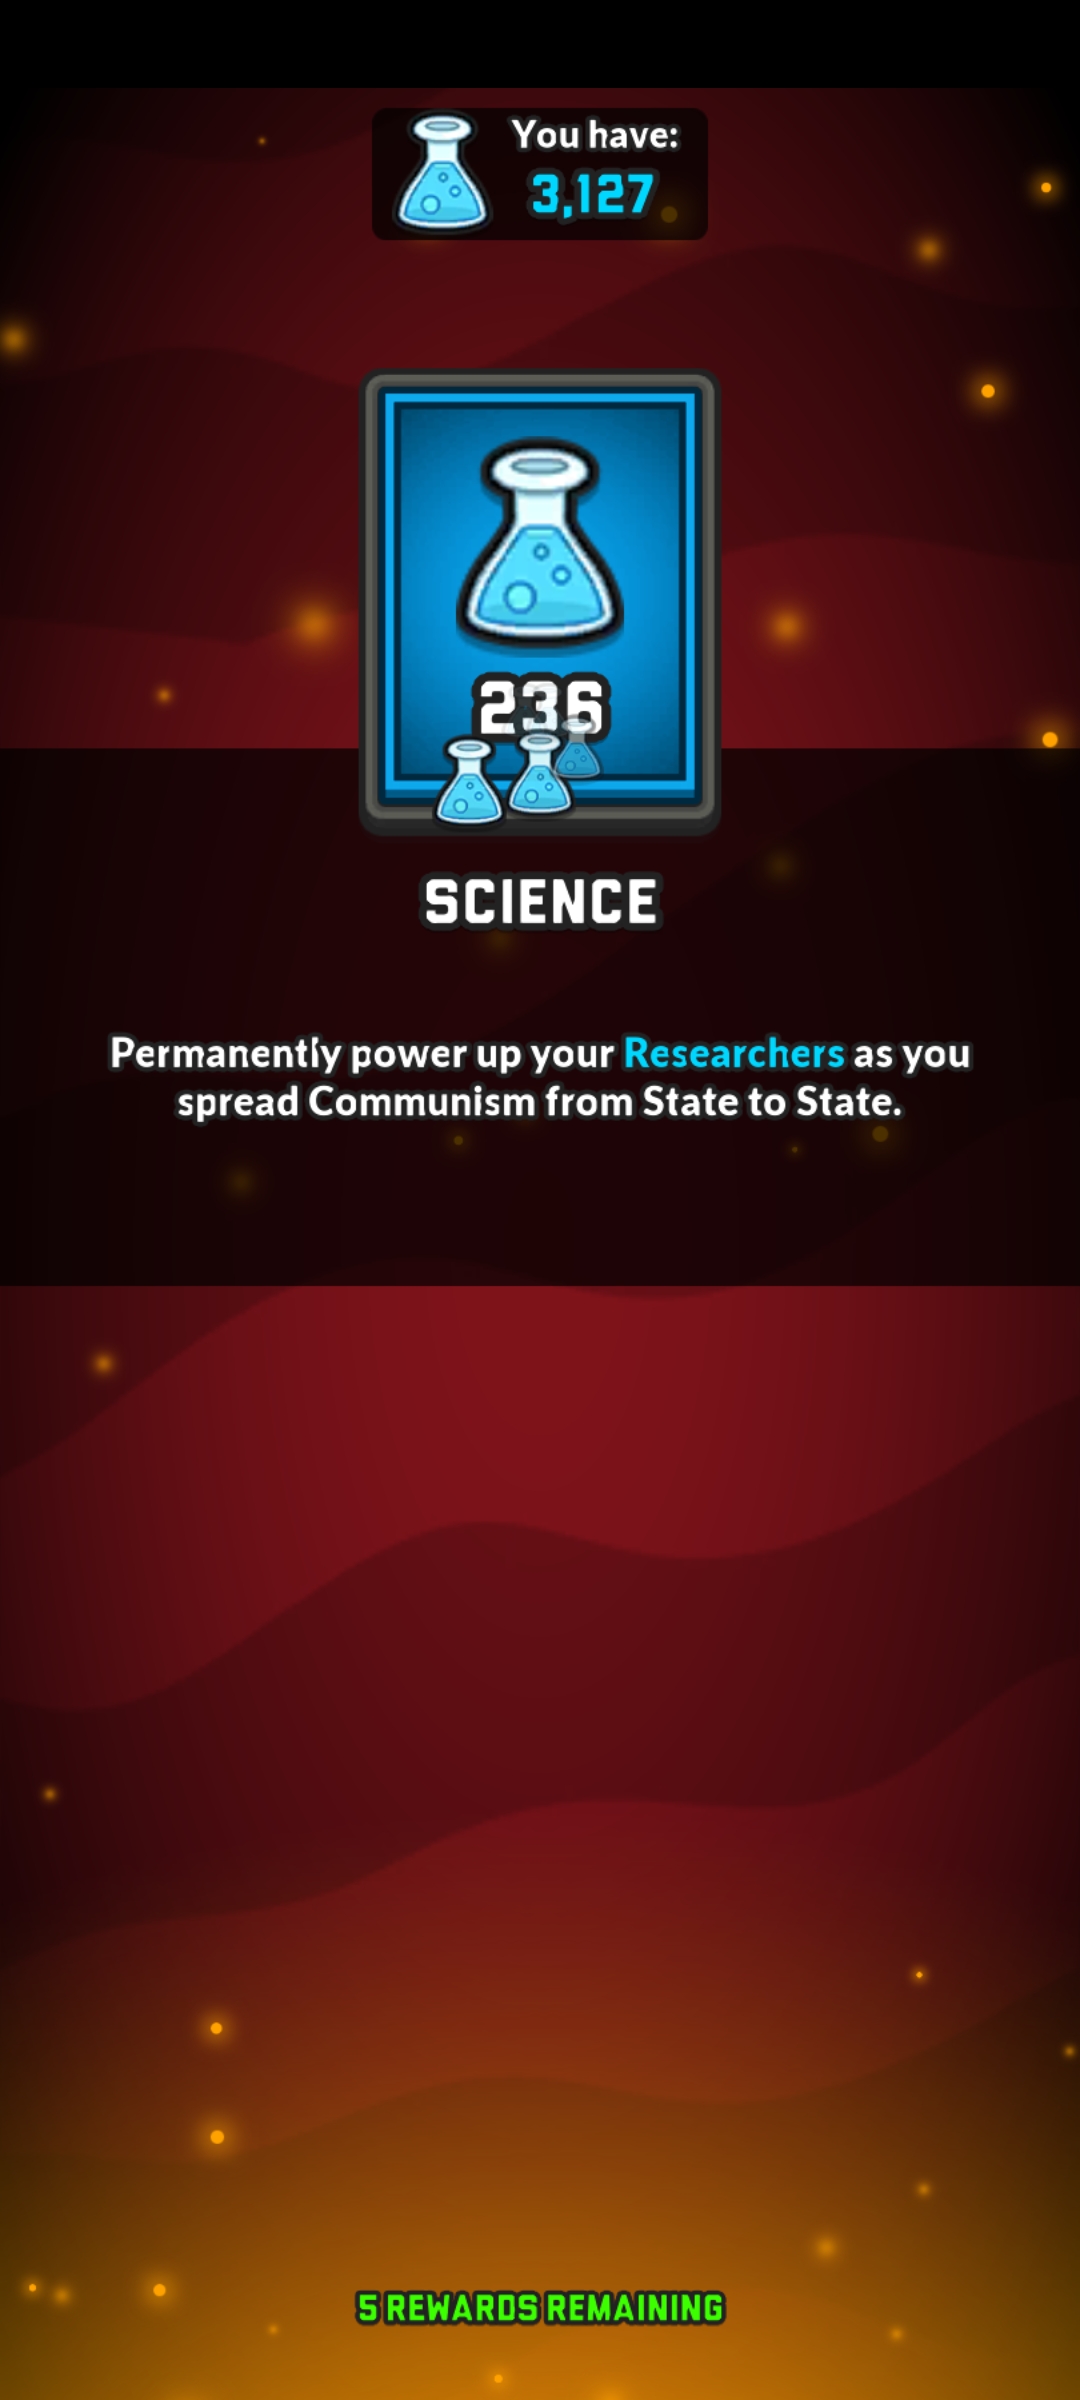 You have:
3,127
236
SCIENCE
Permanently power up your Researchers as you
spread Communism from State to State.
5 REWARDS REMAINING